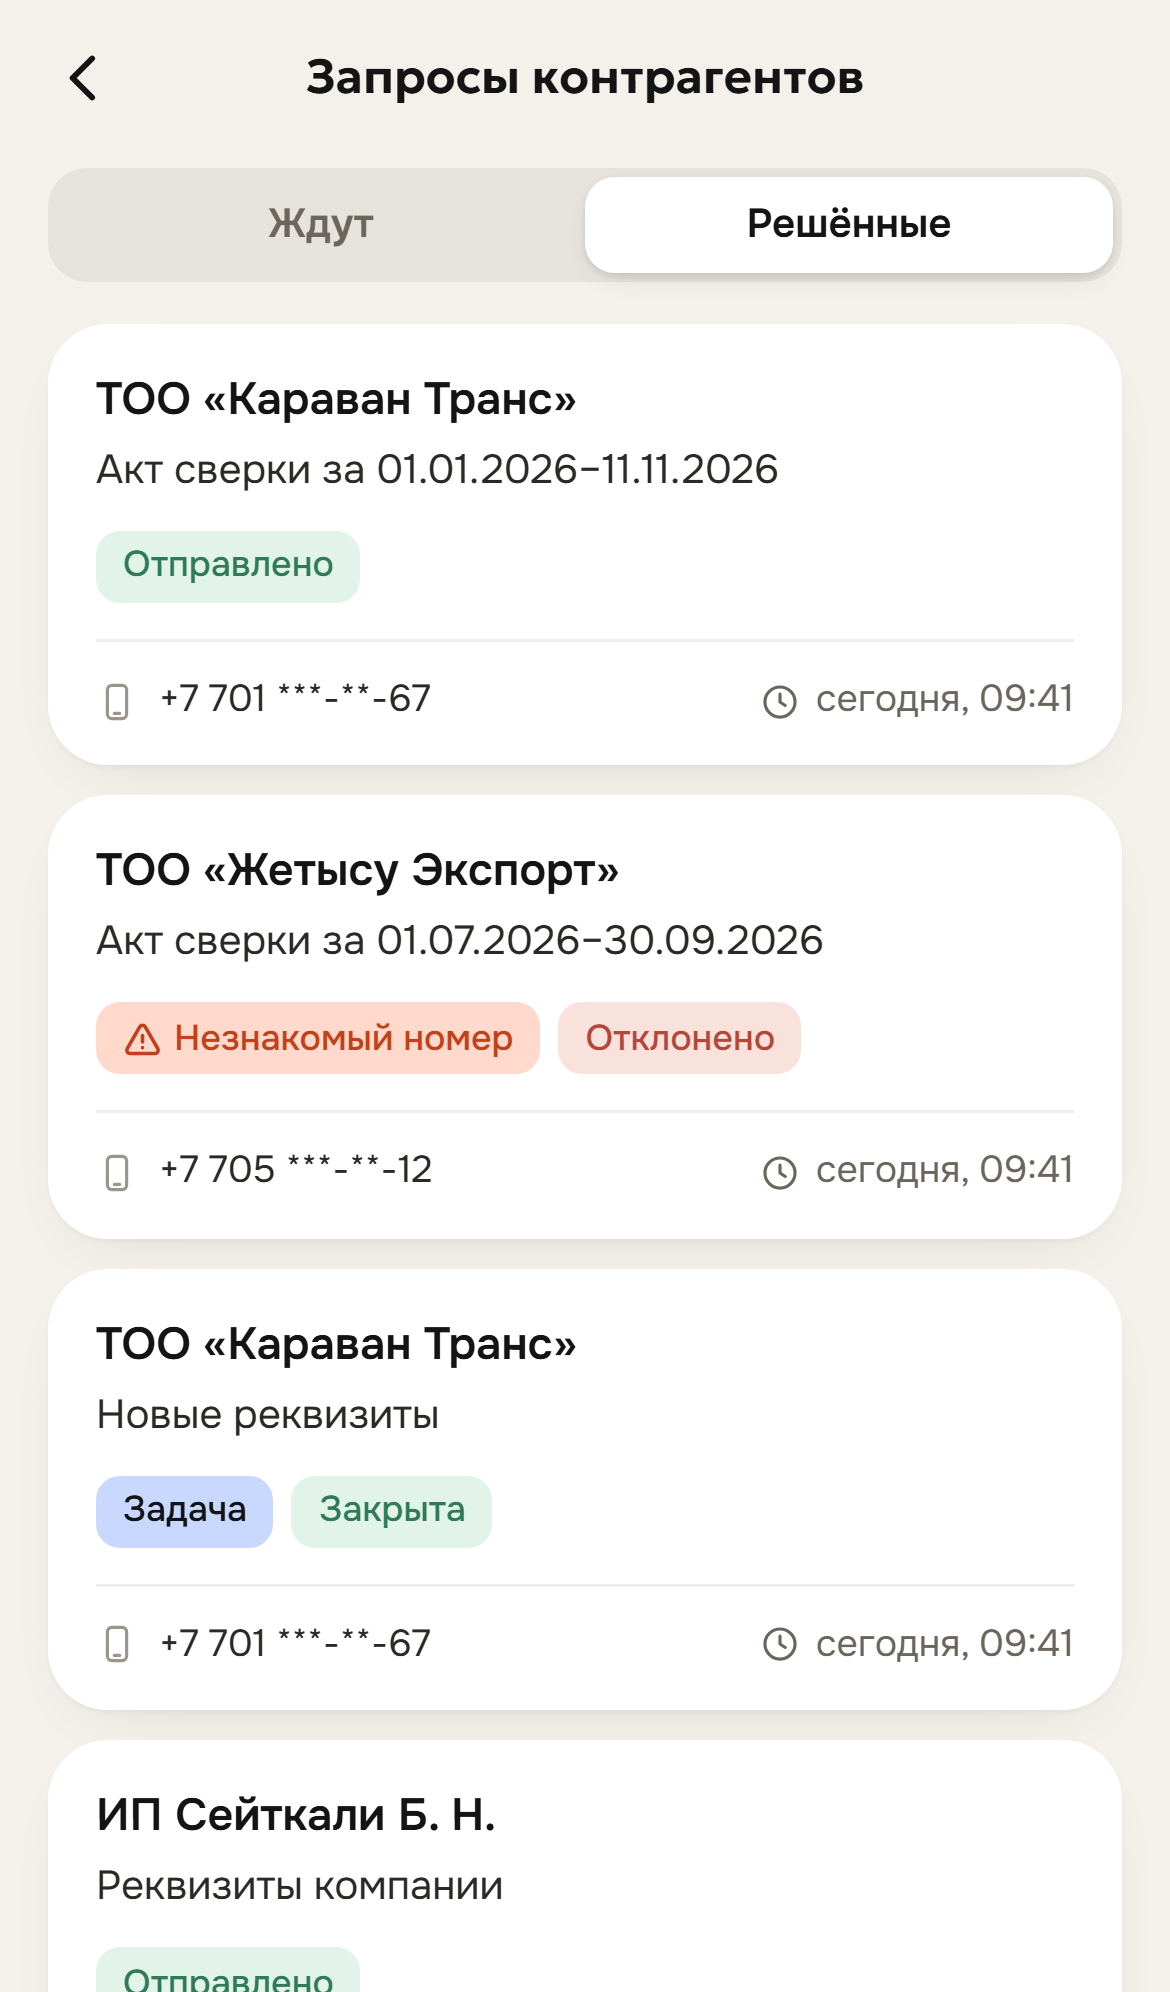 Запросы контрагентов
Ждут
Решённые
ТОО «Караван Транс»
Акт сверки за 01.01.2026–11.11.2026
Отправлено
+7 701 ***-**-67
сегодня, 09:41
ТОО «Жетысу Экспорт»
Акт сверки за 01.07.2026–30.09.2026
Незнакомый номер
Отклонено
+7 705 ***-**-12
сегодня, 09:41
ТОО «Караван Транс»
Новые реквизиты
Задача
Закрыта
+7 701 ***-**-67
сегодня, 09:41
ИП Сейткали Б. Н.
Реквизиты компании
Отправлено